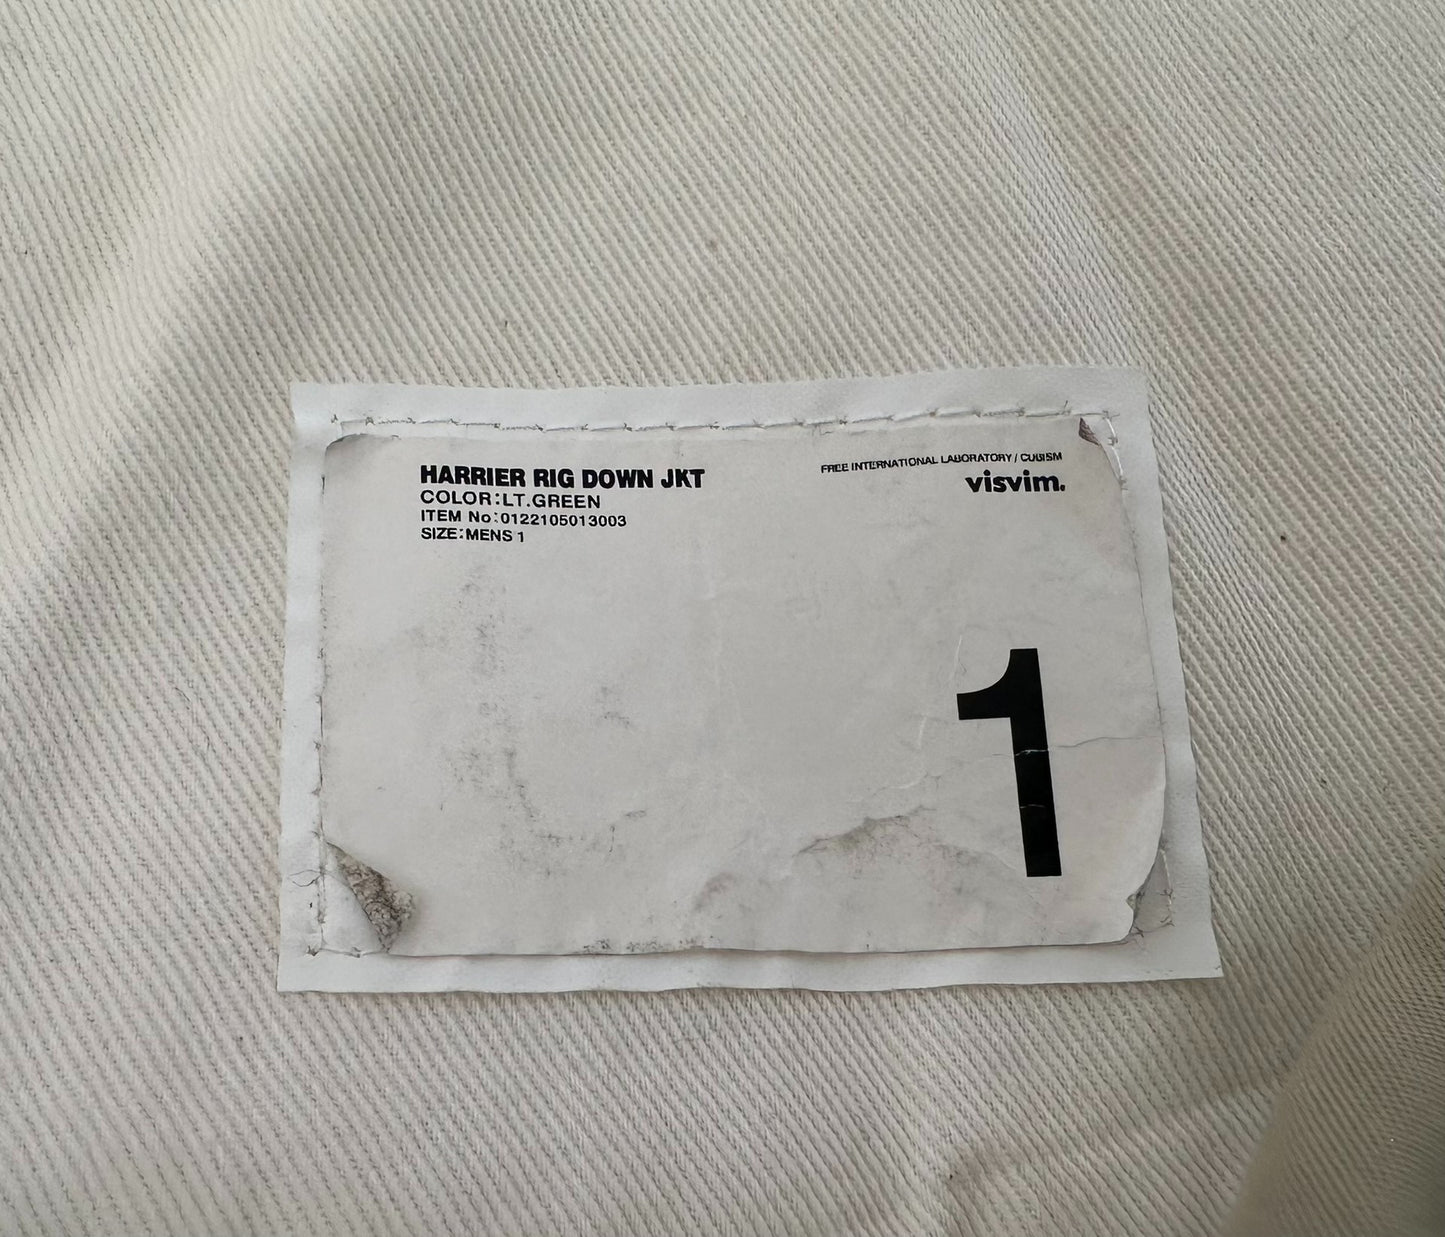 HARRIER RIG DOWN JKT
COLOR:LT.GREEN
ITEM No:0122105013003
SIZE:MENS 1
FREE INTERNATIONAL LABORATORY / CUBISM
visvim.
1